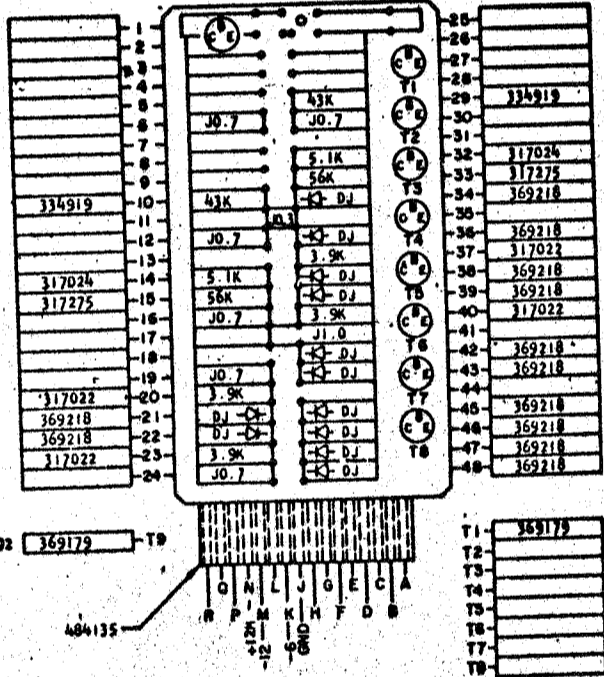 1
2
3
4
5
6
7
8
9
334919 10
11
12
13
317024 14
317275 15
16
17
18
19
317022 20
369218 21
369218 22
317022 23
24
C B E
J0.7
43K
J0.7
5.1K
56K
J0.7
J0.7
3.9K
DJ
DJ
3.9K
J0.7
43K
J0.7
5.1K
56K
DJ
DJ
3.9K
DJ
DJ
3.9K
J1.0
DJ
DJ
DJ
DJ
DJ
DJ
C B E
T1
C B E
T2
C B E
T3
C B E
T4
C B E
T5
C B E
T6
C B E
T7
C B E
T8
25
26
27
28
29 334919
30
31
32 317024
33 317275
34 369218
35
36 369218
37 317022
38 369218
39 369218
40 317022
41
42 369218
43 369218
44
45 369218
46 369218
47 369218
48 369218
02 369179 T9
484135
R Q P N M L K J H G F E D C B A
+12M
-12
-6
GND
T1 369179
T2
T3
T4
T5
T6
T7
T8